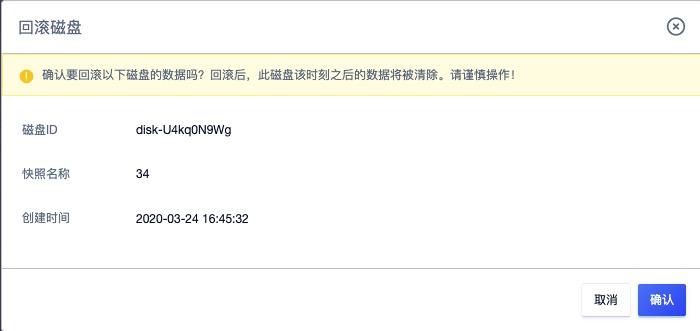 回滚磁盘
确认要回滚以下磁盘的数据吗？回滚后，此磁盘该时刻之后的数据将被清除。请谨慎操作！
磁盘ID disk-U4kq0N9Wg
快照名称 34
创建时间 2020-03-24 16:45:32
取消 确认